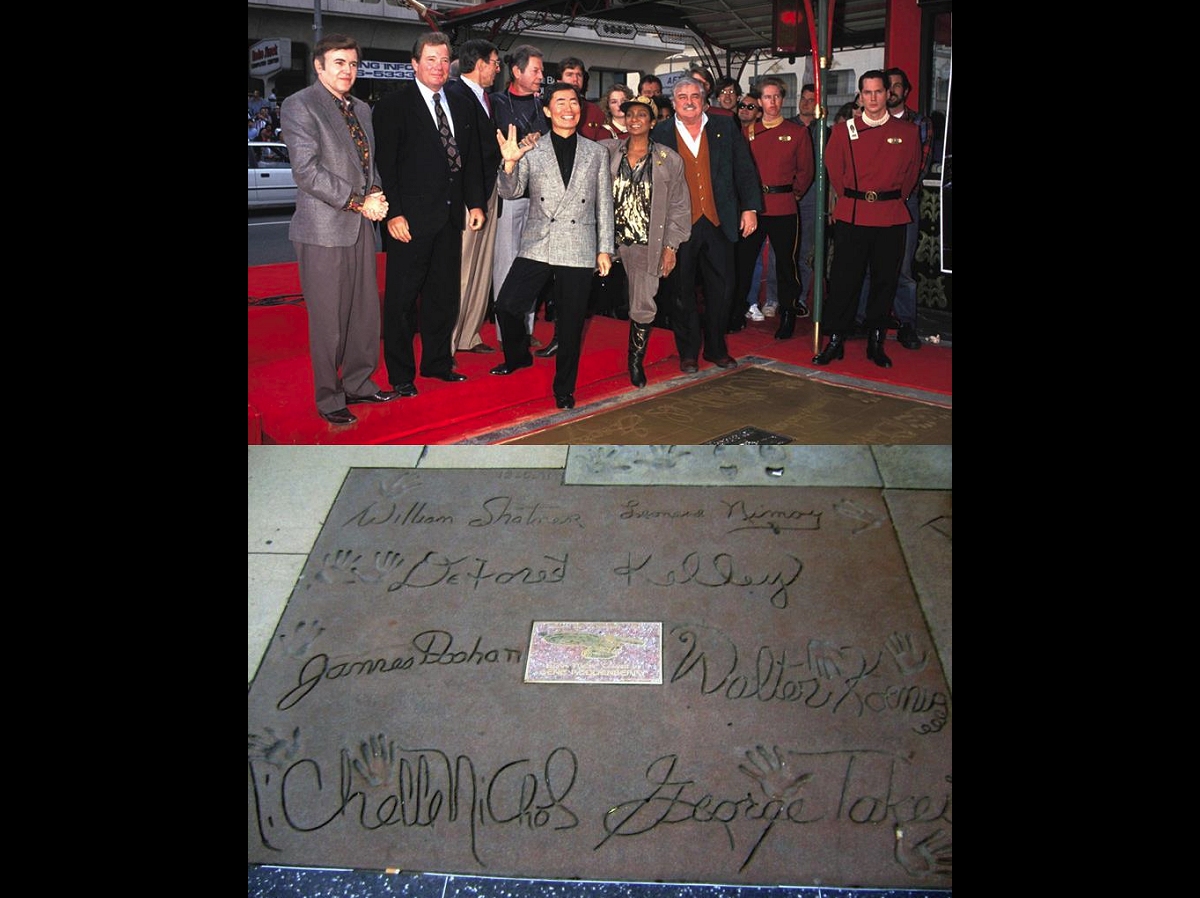 William Shatner Leonard Nimoy
DeForest Kelley
James Doohan
Walter Koenig
Nichelle Nichols George Takei